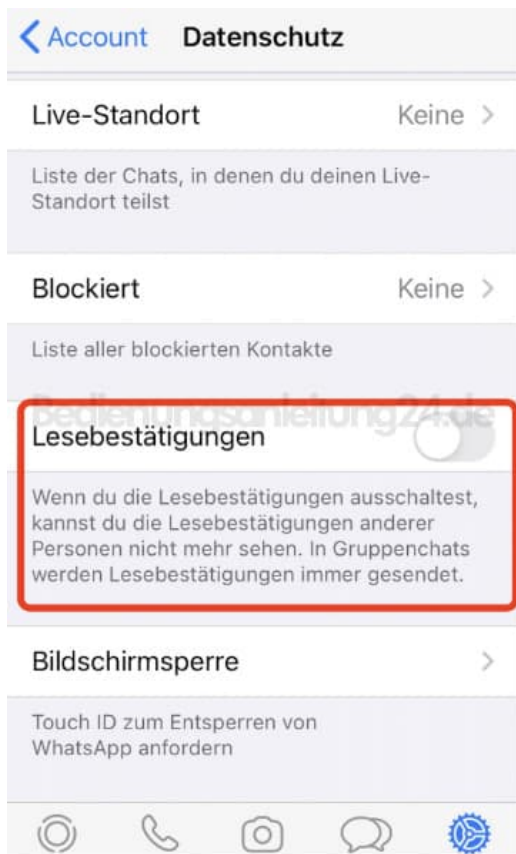 Account Datenschutz
Live-Standort Keine
Liste der Chats, in denen du deinen Live-
Standort teilst
Blockiert Keine
Liste aller blockierten Kontakte
Bedienungsanleitung24.de
Lesebestätigungen
Wenn du die Lesebestätigungen ausschaltest,
kannst du die Lesebestätigungen anderer
Personen nicht mehr sehen. In Gruppenchats
werden Lesebestätigungen immer gesendet.
Bildschirmsperre
Touch ID zum Entsperren von
WhatsApp anfordern